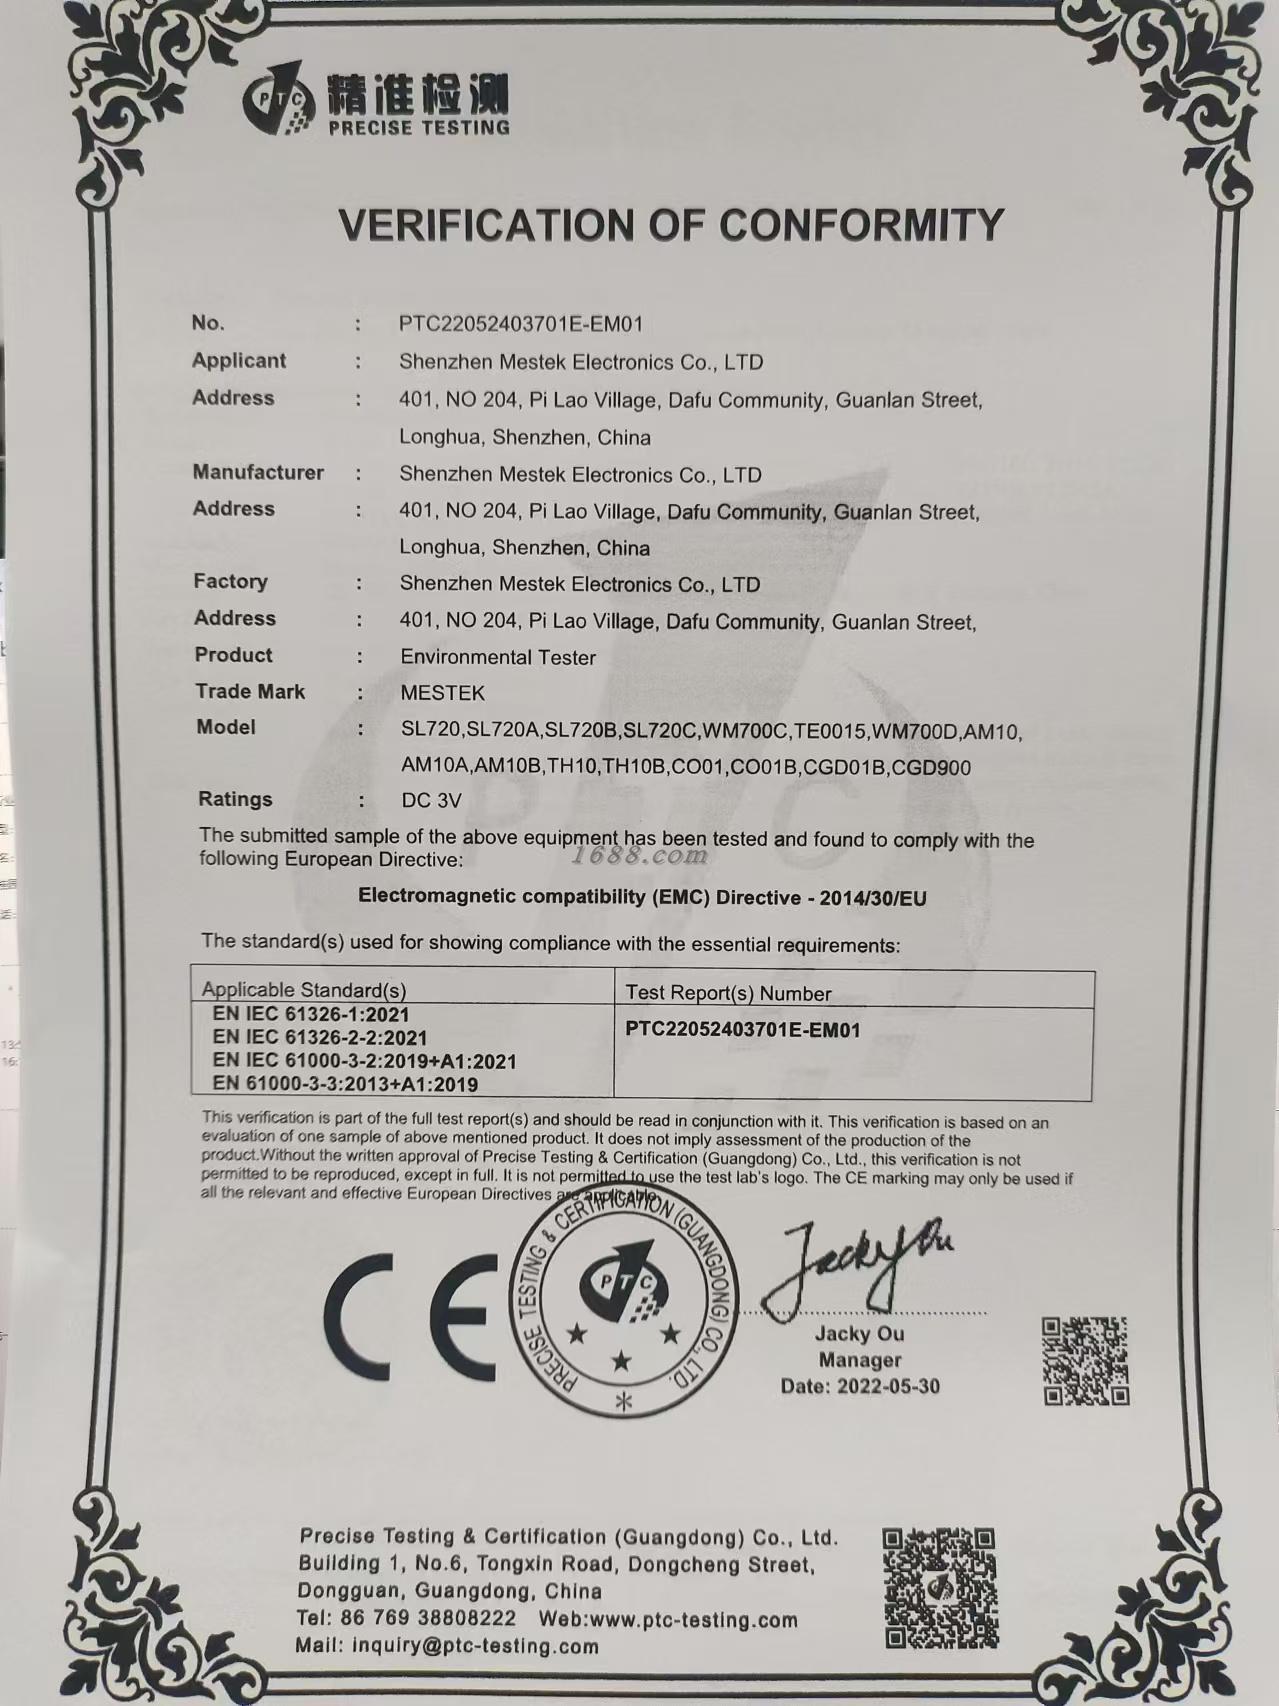 PTC 精准检测
PRECISE TESTING
VERIFICATION OF CONFORMITY
No. : PTC22052403701E-EM01
Applicant : Shenzhen Mestek Electronics Co., LTD
Address : 401, NO 204, Pi Lao Village, Dafu Community, Guanlan Street,
Longhua, Shenzhen, China
Manufacturer : Shenzhen Mestek Electronics Co., LTD
Address : 401, NO 204, Pi Lao Village, Dafu Community, Guanlan Street,
Longhua, Shenzhen, China
Factory : Shenzhen Mestek Electronics Co., LTD
Address : 401, NO 204, Pi Lao Village, Dafu Community, Guanlan Street,
Product : Environmental Tester
Trade Mark : MESTEK
Model : SL720,SL720A,SL720B,SL720C,WM700C,TE0015,WM700D,AM10,
AM10A,AM10B,TH10,TH10B,CO01,CO01B,CGD01B,CGD900
Ratings : DC 3V
PTC
The submitted sample of the above equipment has been tested and found to comply with the
following European Directive:
1688.com
Electromagnetic compatibility (EMC) Directive - 2014/30/EU
The standard(s) used for showing compliance with the essential requirements:
Applicable Standard(s) Test Report(s) Number
EN IEC 61326-1:2021
PTC22052403701E-EM01
EN IEC 61326-2-2:2021
EN IEC 61000-3-2:2019+A1:2021
EN 61000-3-3:2013+A1:2019
This verification is part of the full test report(s) and should be read in conjunction with it. This verification is based on an
evaluation of one sample of above mentioned product. It does not imply assessment of the production of the
product.Without the written approval of Precise Testing & Certification (Guangdong) Co., Ltd., this verification is not
permitted to be reproduced, except in full. It is not permitted to use the test lab's logo. The CE marking may only be used if
all the relevant and effective European Directives are applicable.
CE
PRECISE TESTING & CERTIFICATION (GUANGDONG) CO., LTD.
PTC
Jacky Ou
Jacky Ou
Manager
Date: 2022-05-30
Precise Testing & Certification (Guangdong) Co., Ltd.
Building 1, No.6, Tongxin Road, Dongcheng Street,
Dongguan, Guangdong, China
Tel: 86 769 38808222 Web:www.ptc-testing.com
Mail: inquiry@ptc-testing.com